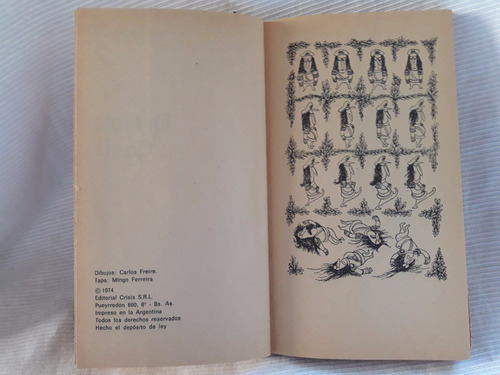 Dibujos: Carlos Freire.
Tapa: Mingo Ferreira
© 1974
Editorial Crisis S.R.L.
Pueyrredón 860, 8° - Bs. As.
Impreso en la Argentina
Todos los derechos reservados
Hecho el depósito de ley